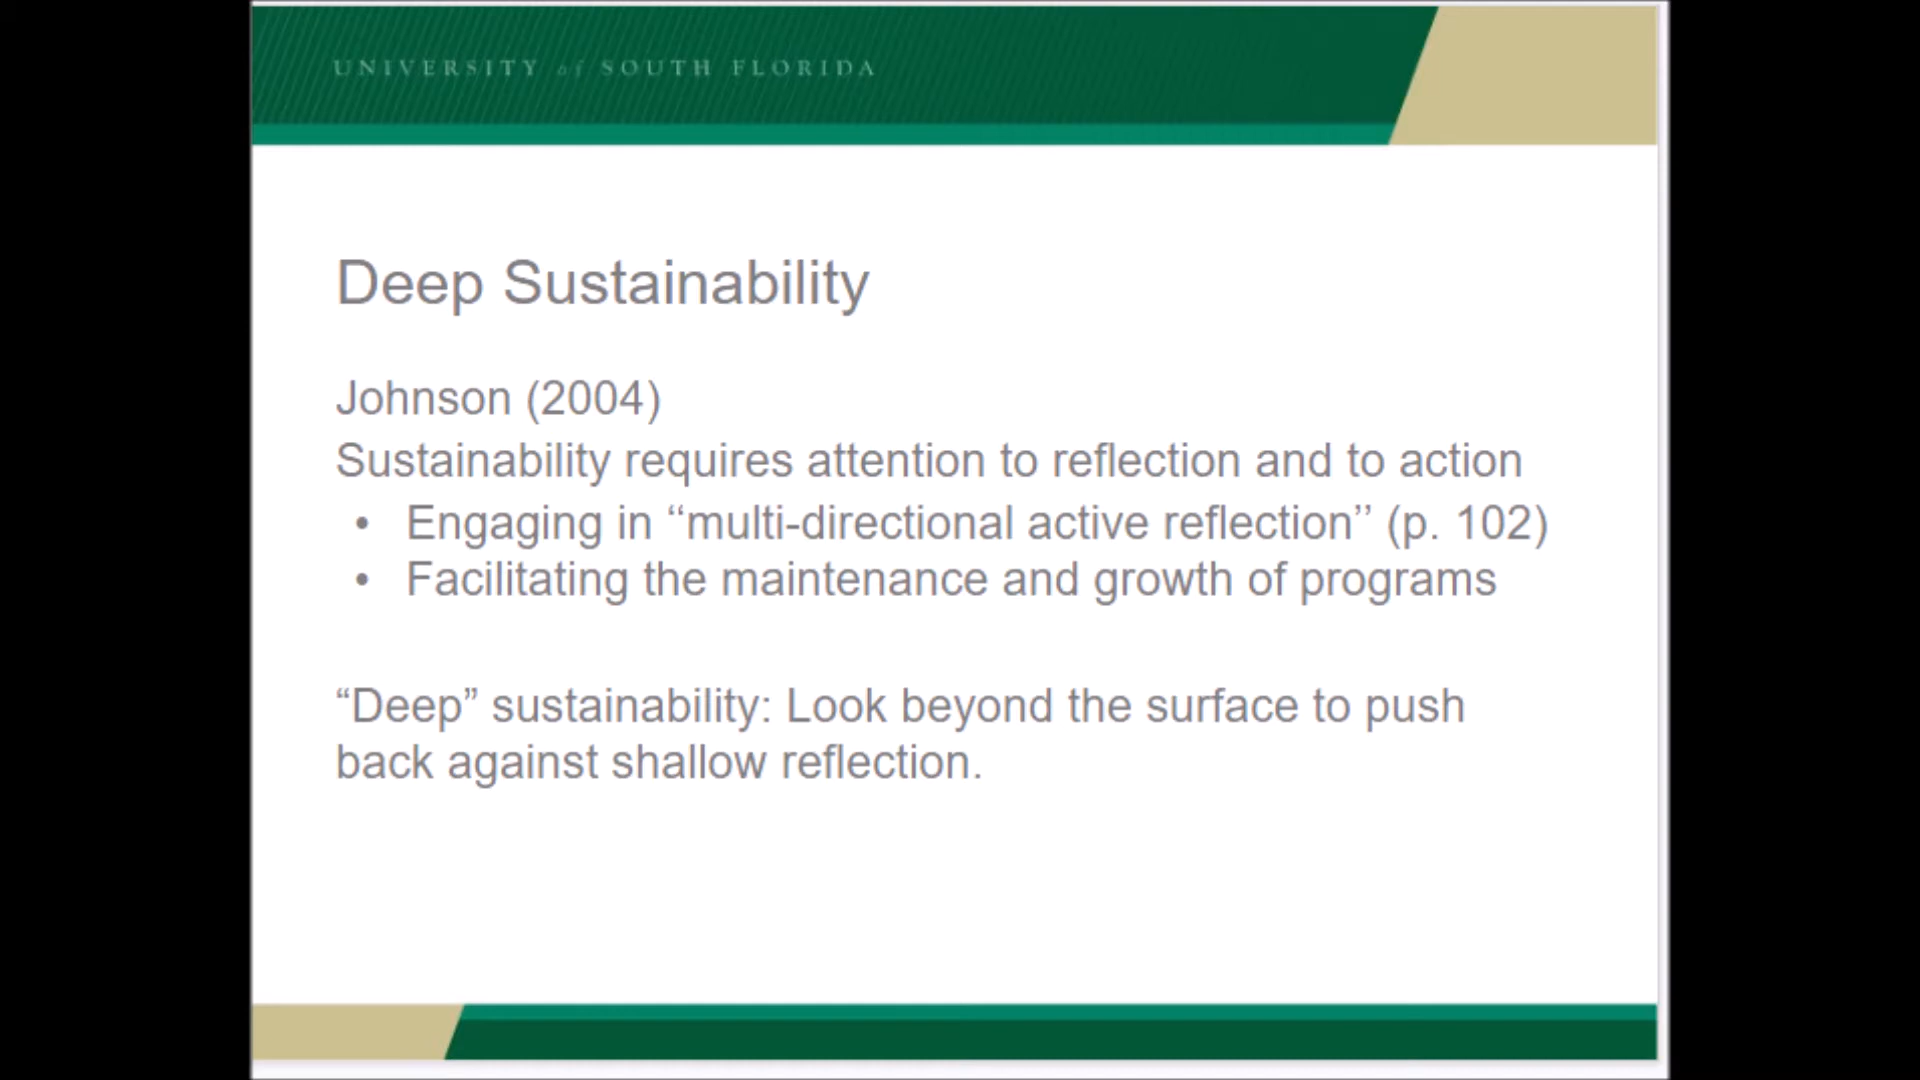 UNIVERSITY of SOUTH FLORIDA
Deep Sustainability
Johnson (2004)
Sustainability requires attention to reflection and to action
• Engaging in ‘‘multi-directional active reflection’’ (p. 102)
• Facilitating the maintenance and growth of programs
“Deep” sustainability: Look beyond the surface to push
back against shallow reflection.